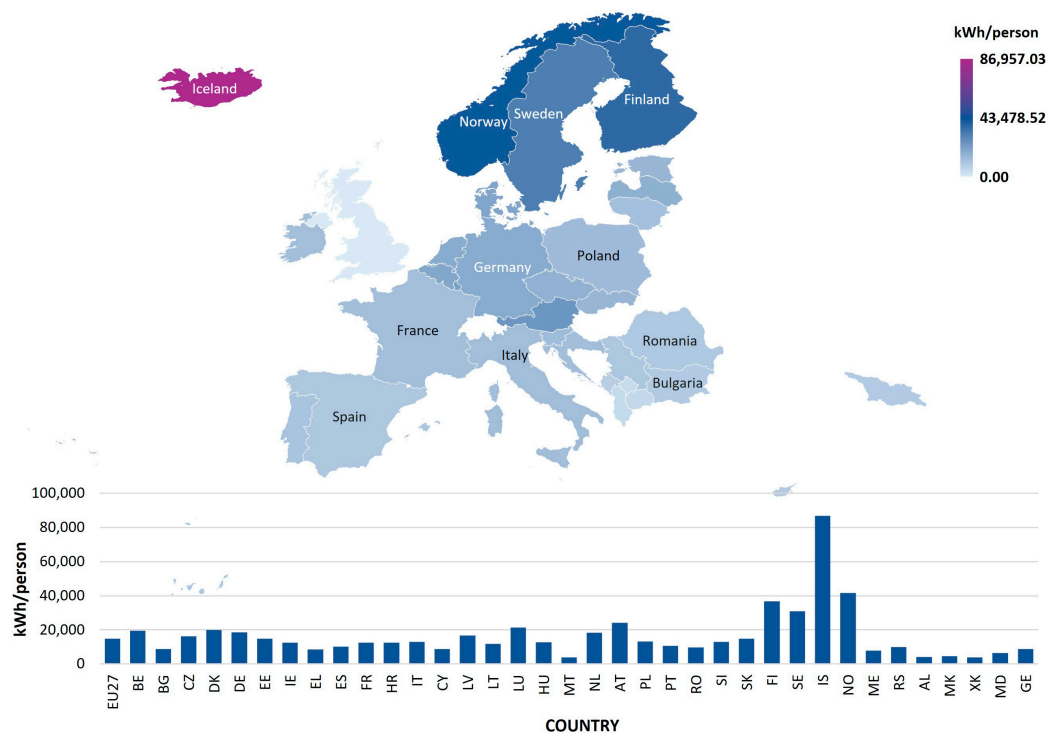 kWh/person
86,957.03
43,478.52
0.00
Iceland
Norway
Sweden
Finland
Germany
Poland
France
Italy
Romania
Bulgaria
Spain
kWh/person
100,000
80,000
60,000
40,000
20,000
0
EU27 BE BG CZ DK DE EE IE EL ES FR HR IT CY LV LT LU HU MT NL AT PL PT RO SI SK FI SE IS NO ME RS AL MK XK MD GE
COUNTRY